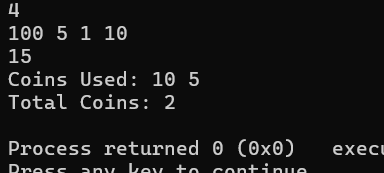 4
100 5 1 10
15
Coins Used: 10 5
Total Coins: 2
Process returned 0 (0x0)   execu
Press any key to continue